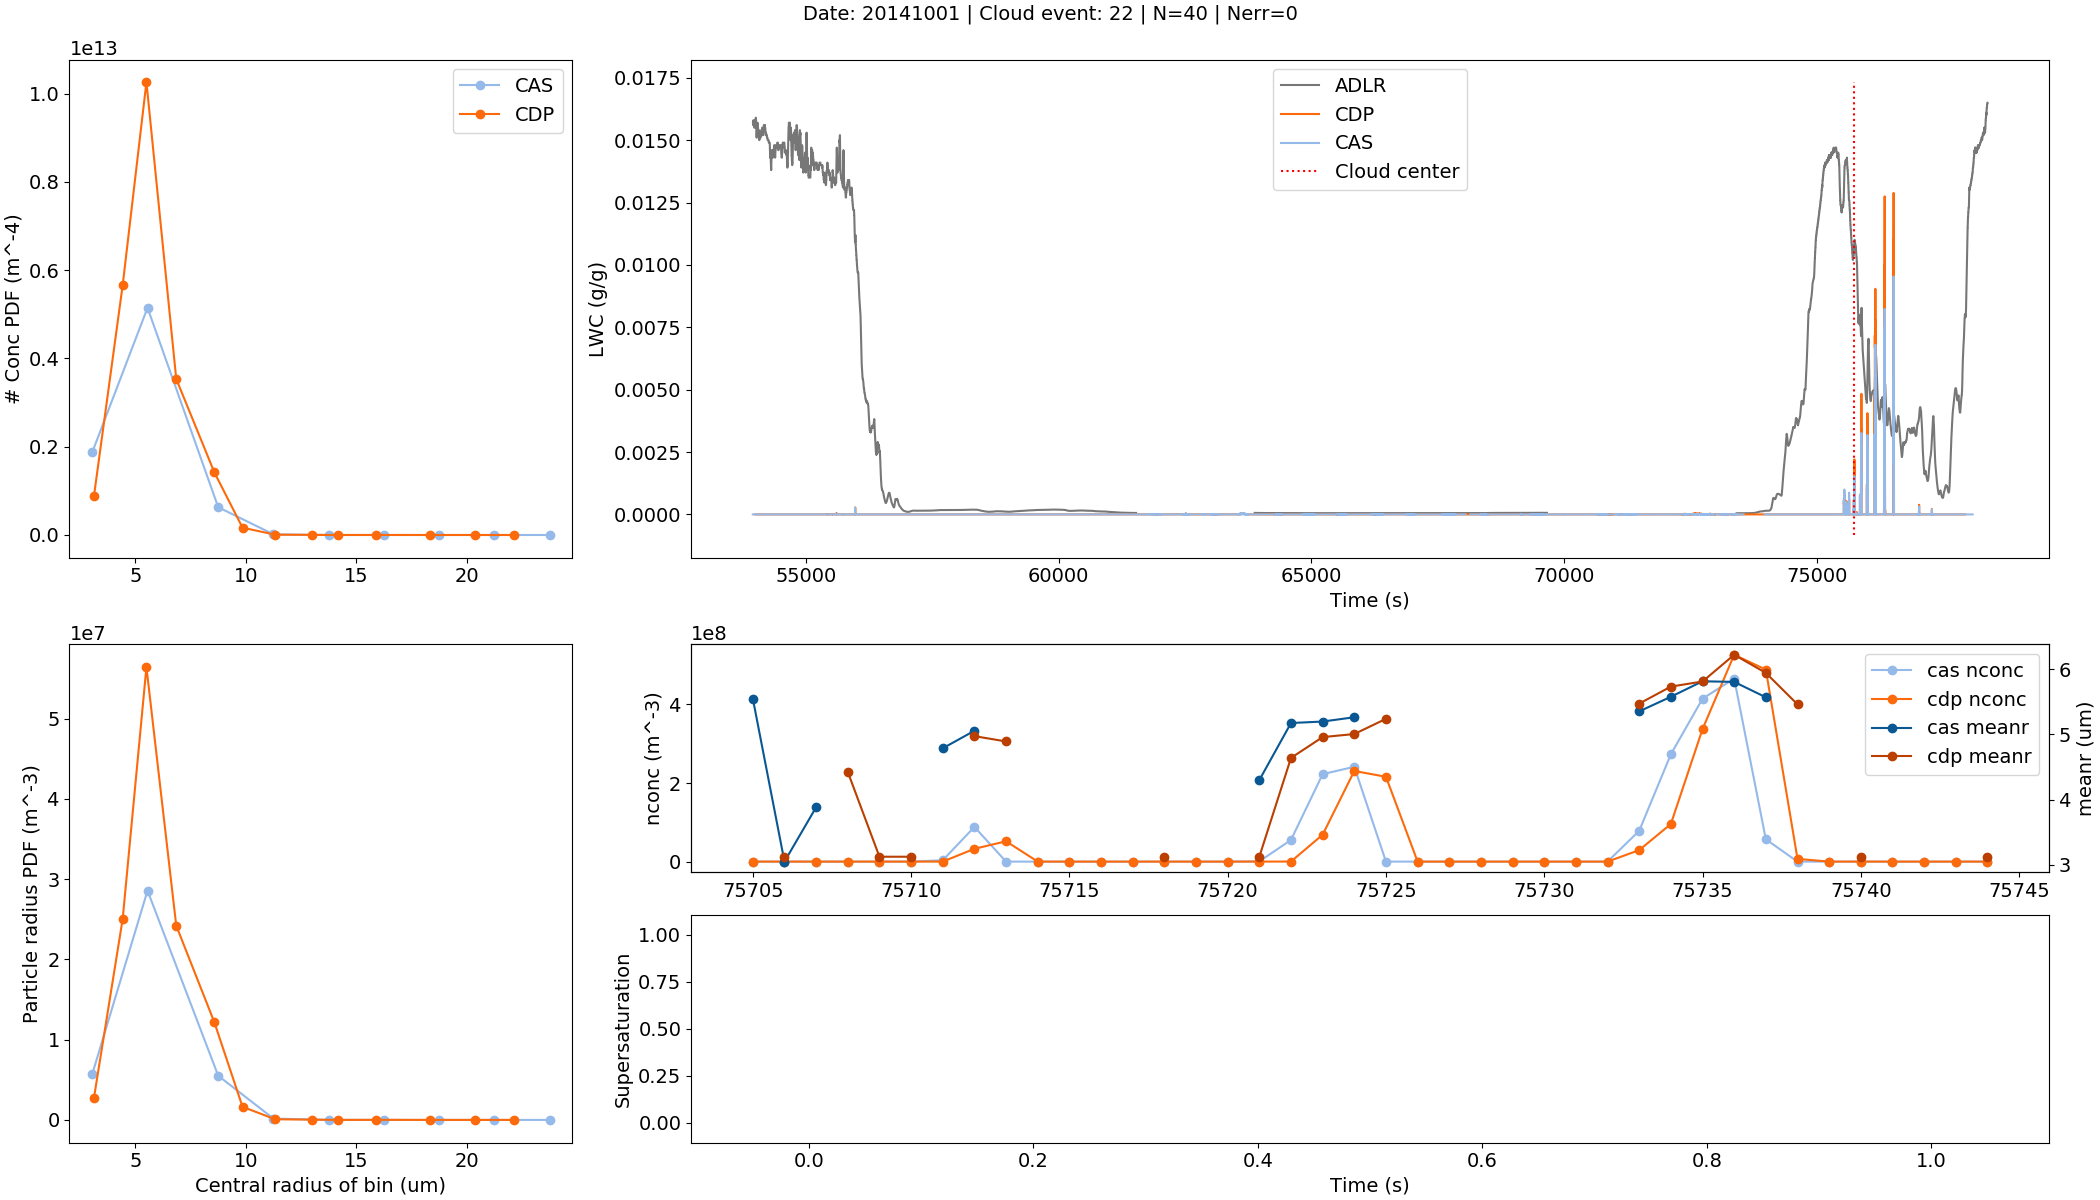 Date: 20141001 | Cloud event: 22 | N=40 | Nerr=0
1e13
# Conc PDF (m^-4)
1.0
0.8
0.6
0.4
0.2
0.0
5 10 15 20
CAS
CDP
LWC (g/g)
0.0175
0.0150
0.0125
0.0100
0.0075
0.0050
0.0025
0.0000
55000 60000 65000 70000 75000
Time (s)
ADLR
CDP
CAS
Cloud center
1e7
Particle radius PDF (m^-3)
5
4
3
2
1
0
5 10 15 20
Central radius of bin (um)
1e8
nconc (m^-3)
4
2
0
75705 75710 75715 75720 75725 75730 75735 75740 75745
cas nconc
cdp nconc
cas meanr
cdp meanr
6
5
4
3
meanr (um)
Supersaturation
1.00
0.75
0.50
0.25
0.00
0.0 0.2 0.4 0.6 0.8 1.0
Time (s)